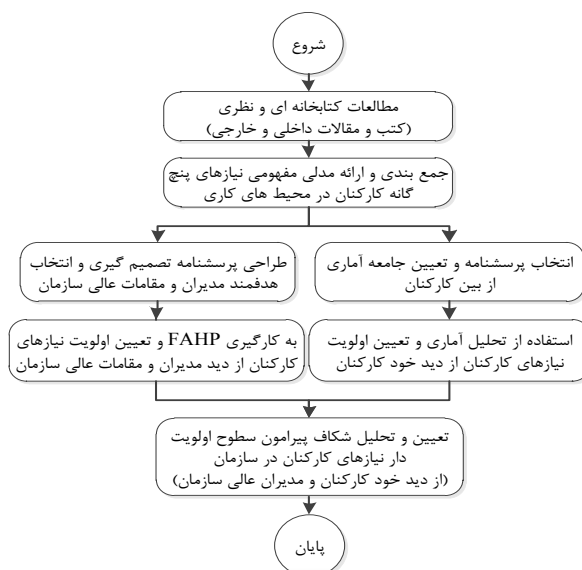 شروع
مطالعات کتابخانه ای و نظری
(کتب و مقالات داخلی و خارجی)
جمع بندی و ارائه مدلی مفهومی نیازهای پنج
گانه کارکنان در محیط های کاری
انتخاب پرسشنامه و تعیین جامعه آماری
از بین کارکنان
طراحی پرسشنامه تصمیم گیری و انتخاب
هدفمند مدیران و مقامات عالی سازمان
استفاده از تحلیل آماری و تعیین اولویت
نیازهای کارکنان از دید خود کارکنان
به کارگیری FAHP و تعیین اولویت نیازهای
کارکنان از دید مدیران و مقامات عالی سازمان
تعیین و تحلیل شکاف پیرامون سطوح اولویت
دار نیازهای کارکنان در سازمان
(از دید خود کارکنان و مدیران عالی سازمان)
پایان